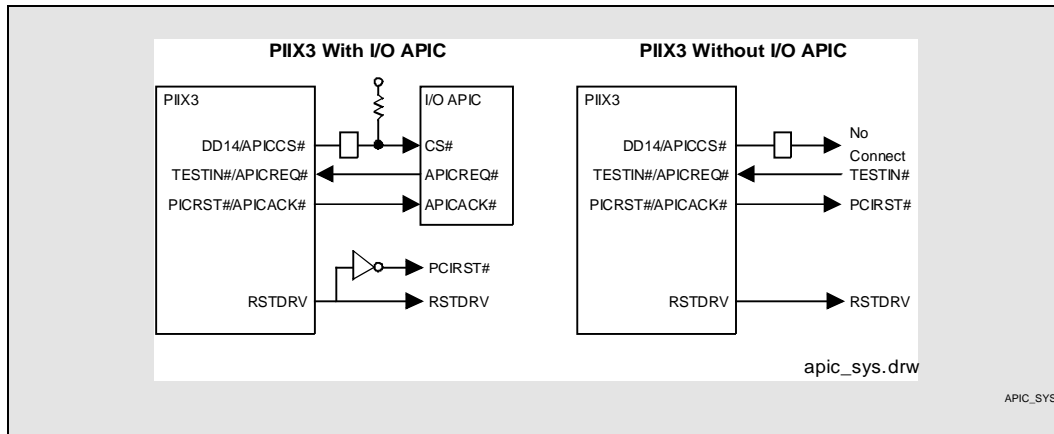 PIIX3 With I/O APIC
PIIX3
I/O APIC
DD14/APICCS#
CS#
TESTIN#/APICREQ#
APICREQ#
PICRST#/APICACK#
APICACK#
PCIRST#
RSTDRV
RSTDRV
PIIX3 Without I/O APIC
PIIX3
DD14/APICCS#
No
Connect
TESTIN#/APICREQ#
TESTIN#
PICRST#/APICACK#
PCIRST#
RSTDRV
RSTDRV
apic_sys.drw
APIC_SYS